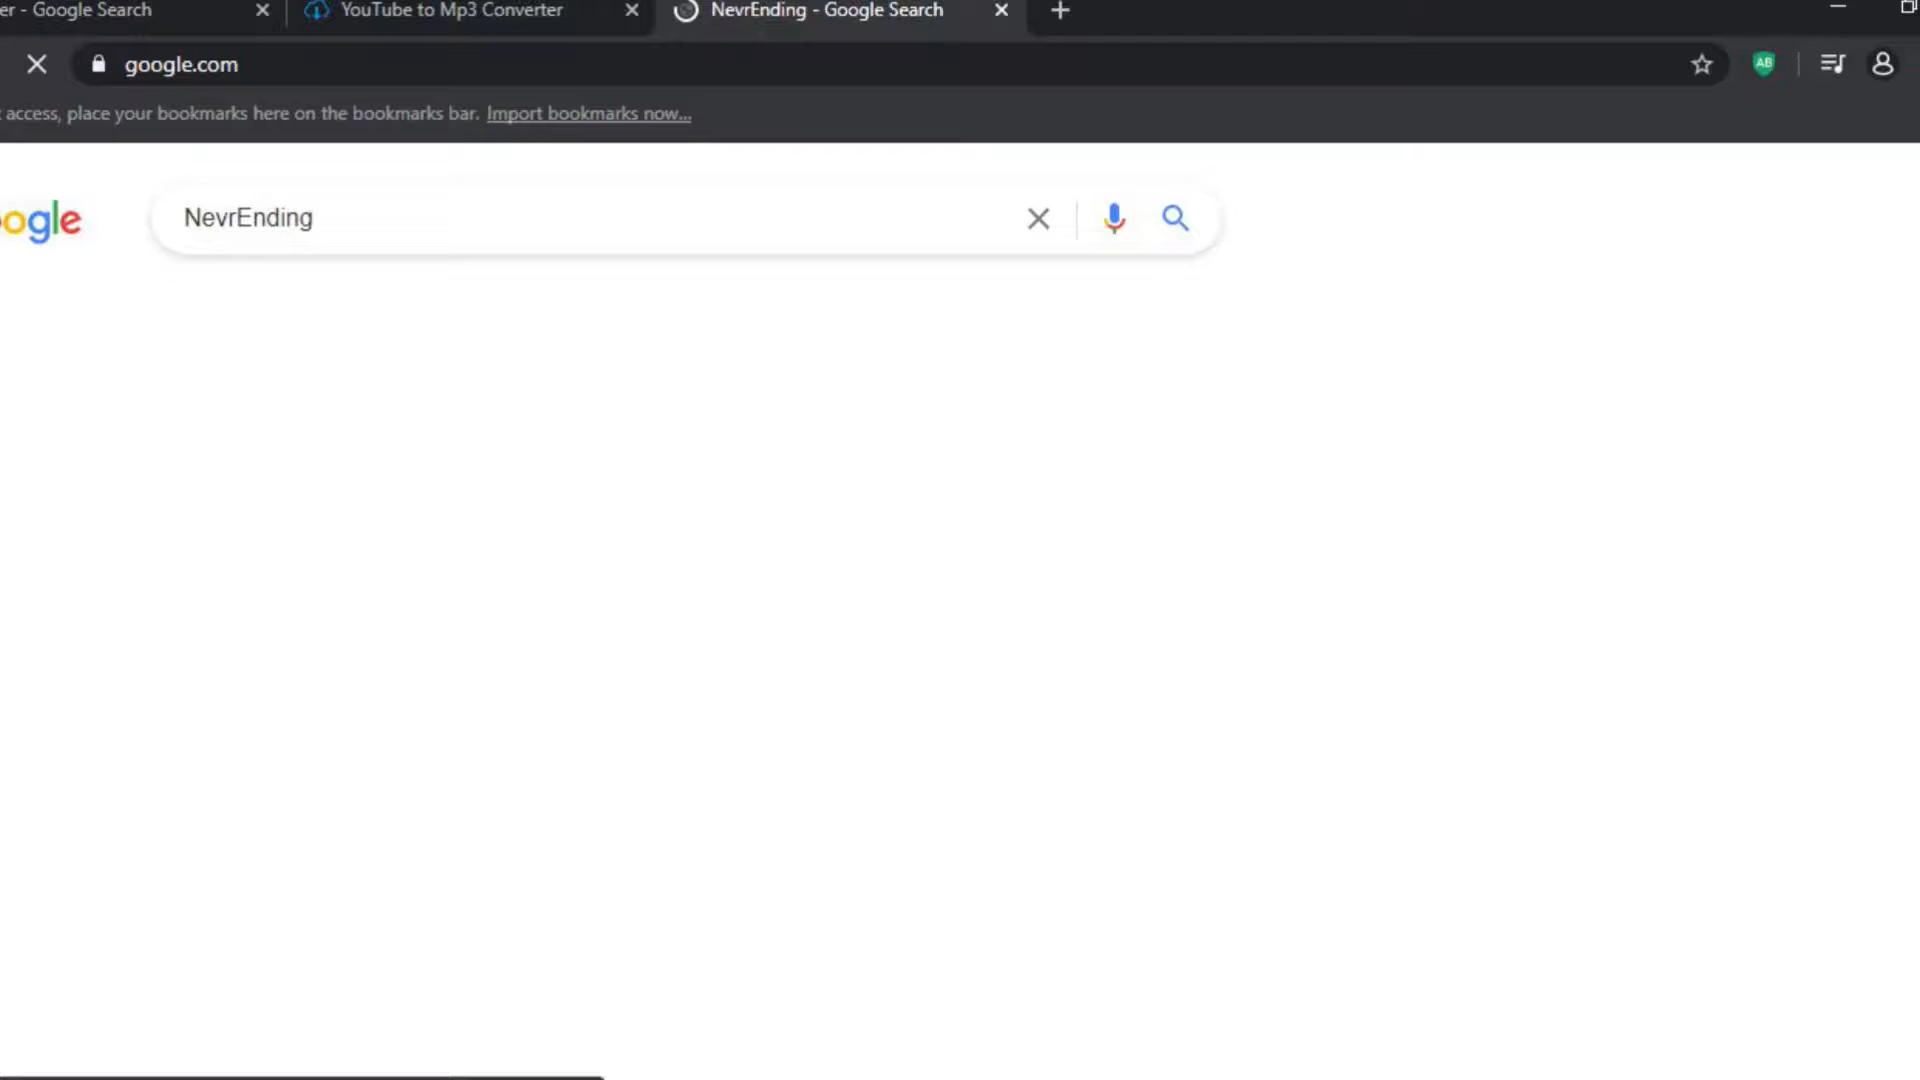 er - Google Search
YouTube to Mp3 Converter
NevrEnding - Google Search
google.com
AB
access, place your bookmarks here on the bookmarks bar. Import bookmarks now...
ogle
NevrEnding